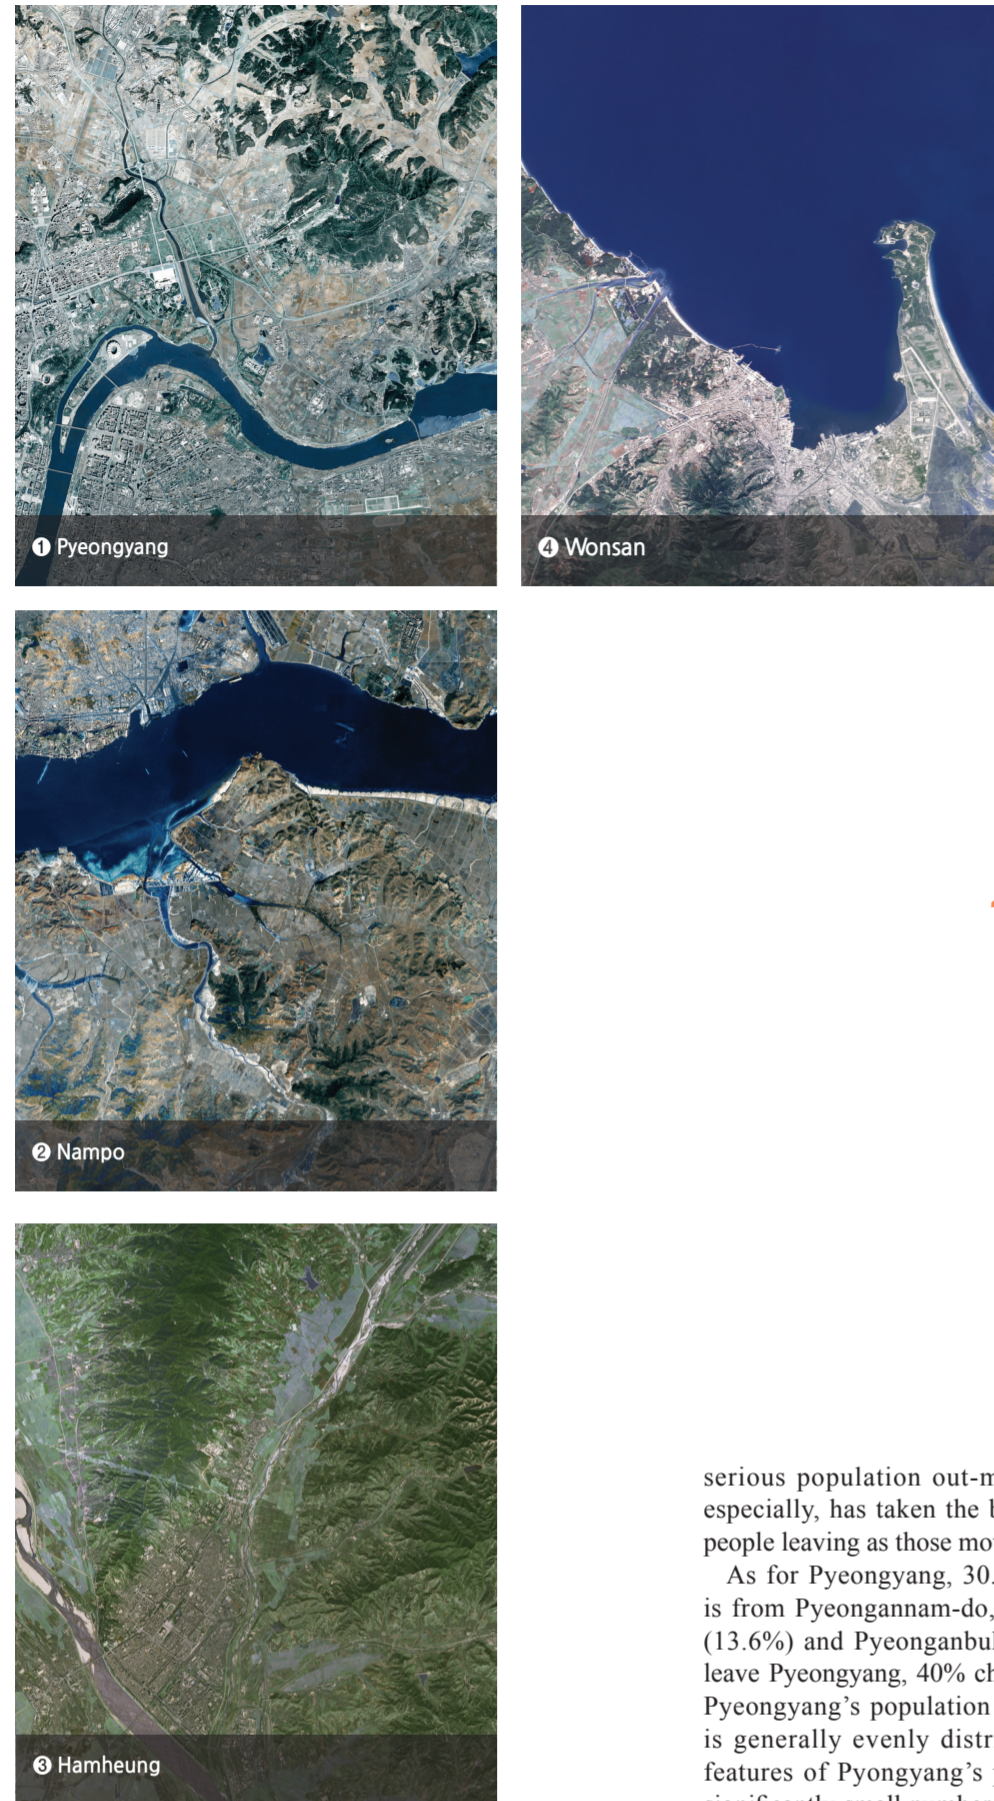 ❶ Pyeongyang
❹ Wonsan
❷ Nampo
❸ Hamheung
serious population out-m
especially, has taken the b
people leaving as those mo
As for Pyeongyang, 30.
is from Pyeongannam-do,
(13.6%) and Pyeonganbu
leave Pyeongyang, 40% ch
Pyeongyang's population
is generally evenly distr
features of Pyongyang's